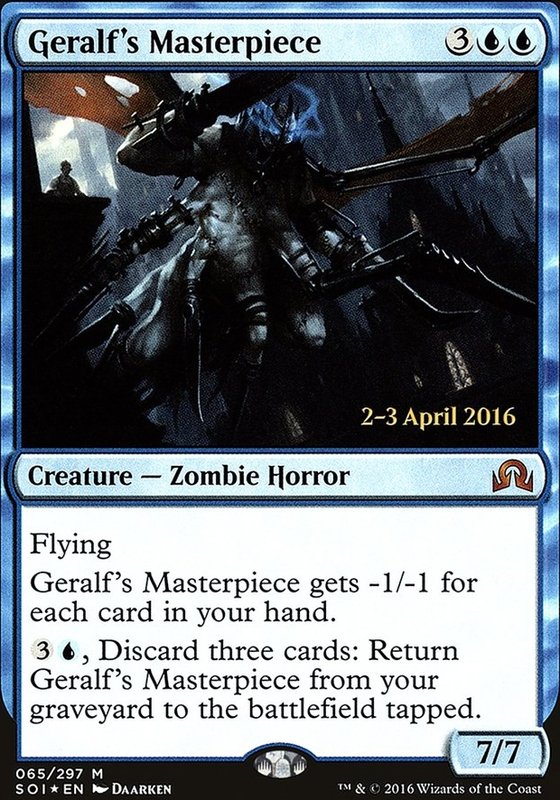 Geralf's Masterpiece 3
2–3 April 2016
Creature — Zombie Horror
Flying
Geralf's Masterpiece gets -1/-1 for
each card in your hand.
3, Discard three cards: Return
Geralf's Masterpiece from your
graveyard to the battlefield tapped.
7/7
065/297 M
SOI★EN Daarken
™ & © 2016 Wizards of the Coast